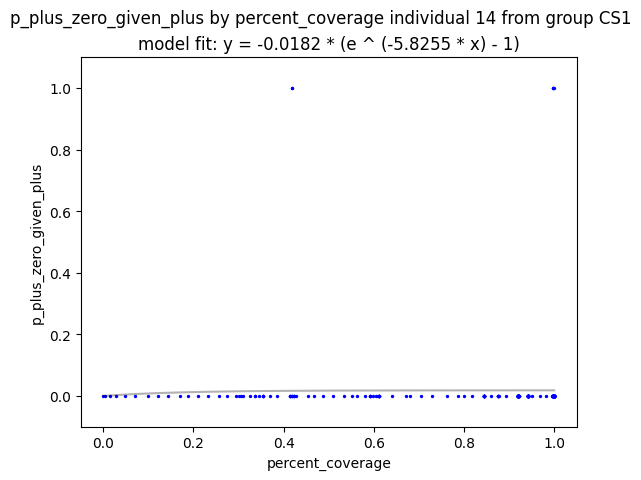 p_plus_zero_given_plus by percent_coverage individual 14 from group CS1
model fit: y = -0.0182 * (e ^ (-5.8255 * x) - 1)
1.0
0.8
0.6
0.4
0.2
0.0
p_plus_zero_given_plus
0.0 0.2 0.4 0.6 0.8 1.0
percent_coverage